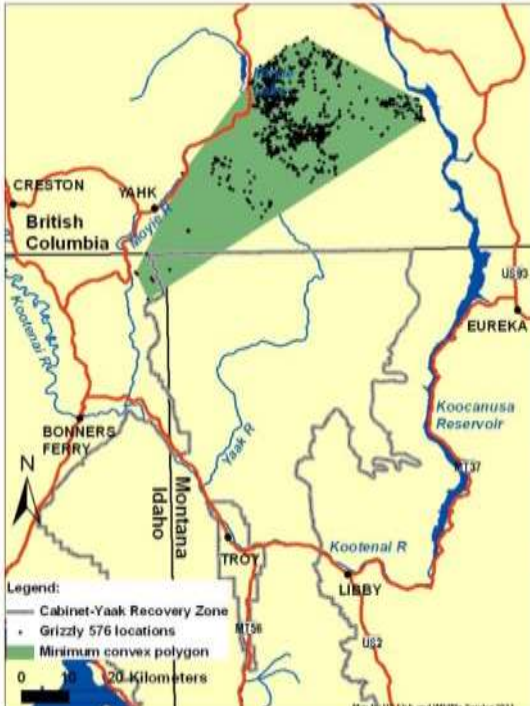 CRESTON
YAHK
British
Columbia
Moyie R
Kootenai R
US93
EUREKA
Koocanusa
Reservoir
BONNERS
FERRY
Yaak R
MT37
N
Montana
Idaho
TROY
Kootenai R
LIBBY
Legend:
Cabinet-Yaak Recovery Zone
Grizzly 576 locations
Minimum convex polygon
MT56
US2
0 10 20 Kilometers